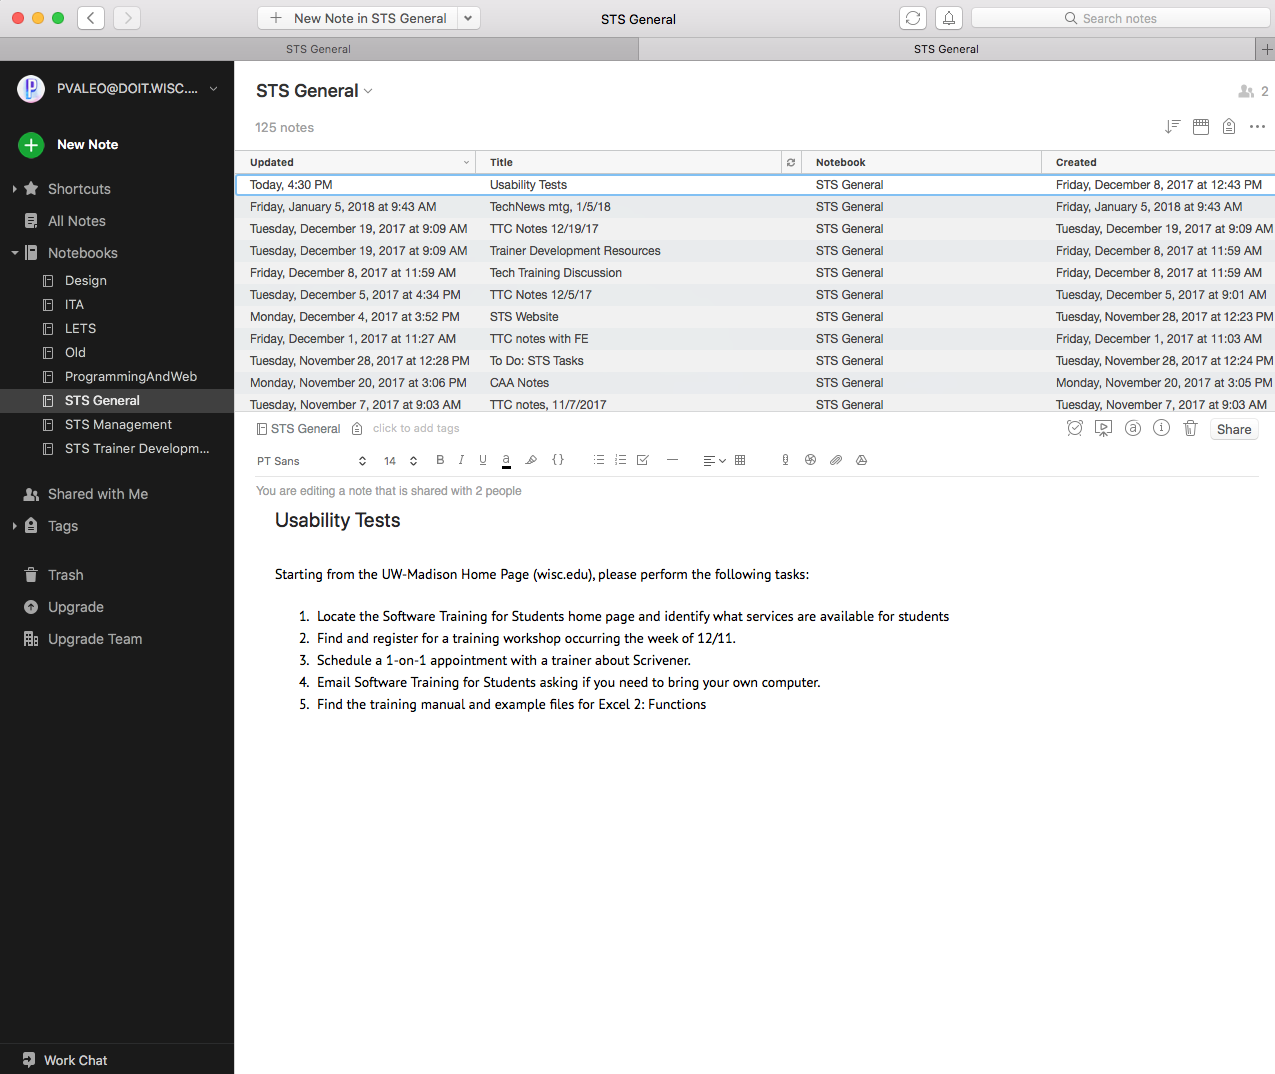 New Note in STS General
STS General
Search notes
STS General
STS General
PVALEO@DOIT.WISC....
New Note
Shortcuts
All Notes
Notebooks
Design
ITA
LETS
Old
ProgrammingAndWeb
STS General
STS Management
STS Trainer Developm...
Shared with Me
Tags
Trash
Upgrade
Upgrade Team
Work Chat
STS General
2
125 notes
Updated Title Notebook Created
Today, 4:30 PM Usability Tests STS General Friday, December 8, 2017 at 12:43 PM
Friday, January 5, 2018 at 9:43 AM TechNews mtg, 1/5/18 STS General Friday, January 5, 2018 at 9:43 AM
Tuesday, December 19, 2017 at 9:09 AM TTC Notes 12/19/17 STS General Tuesday, December 19, 2017 at 9:09 AM
Tuesday, December 19, 2017 at 9:09 AM Trainer Development Resources STS General Friday, December 8, 2017 at 11:59 AM
Friday, December 8, 2017 at 11:59 AM Tech Training Discussion STS General Friday, December 8, 2017 at 11:59 AM
Tuesday, December 5, 2017 at 4:34 PM TTC Notes 12/5/17 STS General Tuesday, December 5, 2017 at 9:01 AM
Monday, December 4, 2017 at 3:52 PM STS Website STS General Tuesday, November 28, 2017 at 12:23 PM
Friday, December 1, 2017 at 11:27 AM TTC notes with FE STS General Friday, December 1, 2017 at 11:03 AM
Tuesday, November 28, 2017 at 12:28 PM To Do: STS Tasks STS General Tuesday, November 28, 2017 at 12:24 PM
Monday, November 20, 2017 at 3:06 PM CAA Notes STS General Monday, November 20, 2017 at 3:05 PM
Tuesday, November 7, 2017 at 9:03 AM TTC notes, 11/7/2017 STS General Tuesday, November 7, 2017 at 9:03 AM
STS General click to add tags Share
PT Sans 14 B I U a {}
You are editing a note that is shared with 2 people
Usability Tests
Starting from the UW-Madison Home Page (wisc.edu), please perform the following tasks:
1. Locate the Software Training for Students home page and identify what services are available for students
2. Find and register for a training workshop occurring the week of 12/11.
3. Schedule a 1-on-1 appointment with a trainer about Scrivener.
4. Email Software Training for Students asking if you need to bring your own computer.
5. Find the training manual and example files for Excel 2: Functions